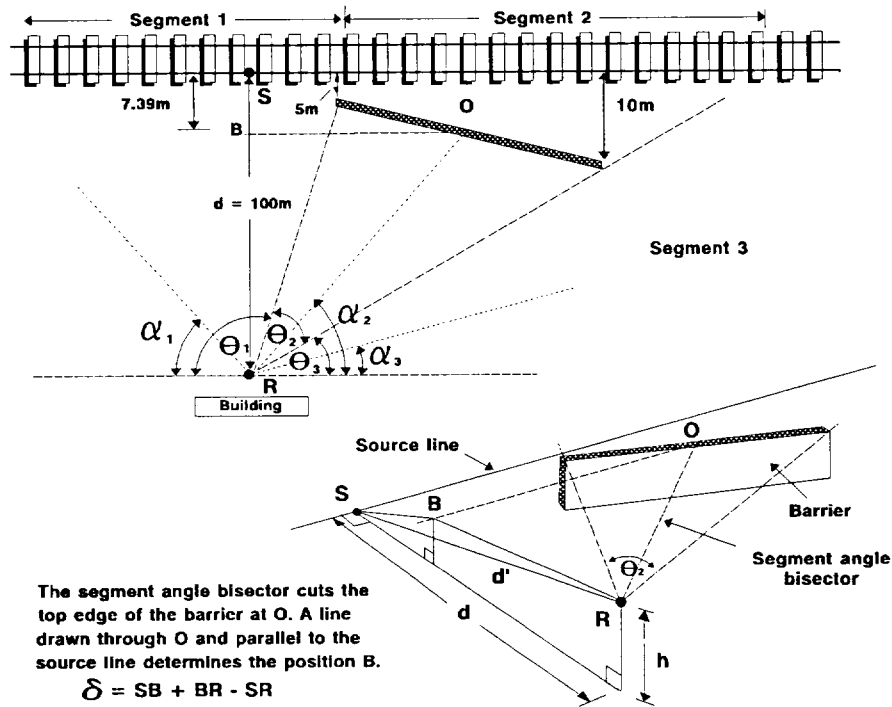 Segment 1
Segment 2
7.39m
S
5m
O
10m
B
d = 100m
Segment 3
α₁
Θ₁
Θ₂
α₂
Θ₃
α₃
R
Building
Source line
O
S
B
Barrier
Segment angle
bisector
Θ₂
d'
d
R
h
The segment angle bisector cuts the
top edge of the barrier at O. A line
drawn through O and parallel to the
source line determines the position B.
δ = SB + BR - SR